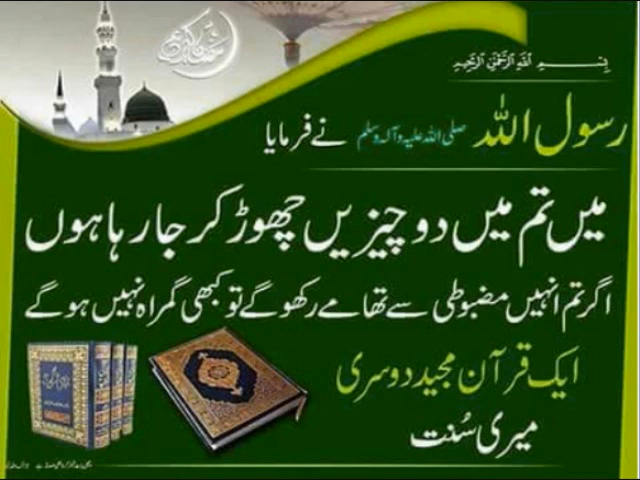 بِسْمِ اللّٰهِ الرَّحْمٰنِ الرَّحِیْمِ
رسول اللہ صلی اللہ علیہ وآلہ وسلم نے فرمایا
میں تم میں دو چیزیں چھوڑ کر جا رہا ہوں
اگر تم انہیں مضبوطی سے تھامے رکھو گے تو کبھی گمراہ نہیں ہو گے
ایک قرآن مجید دوسری
میری سُنت